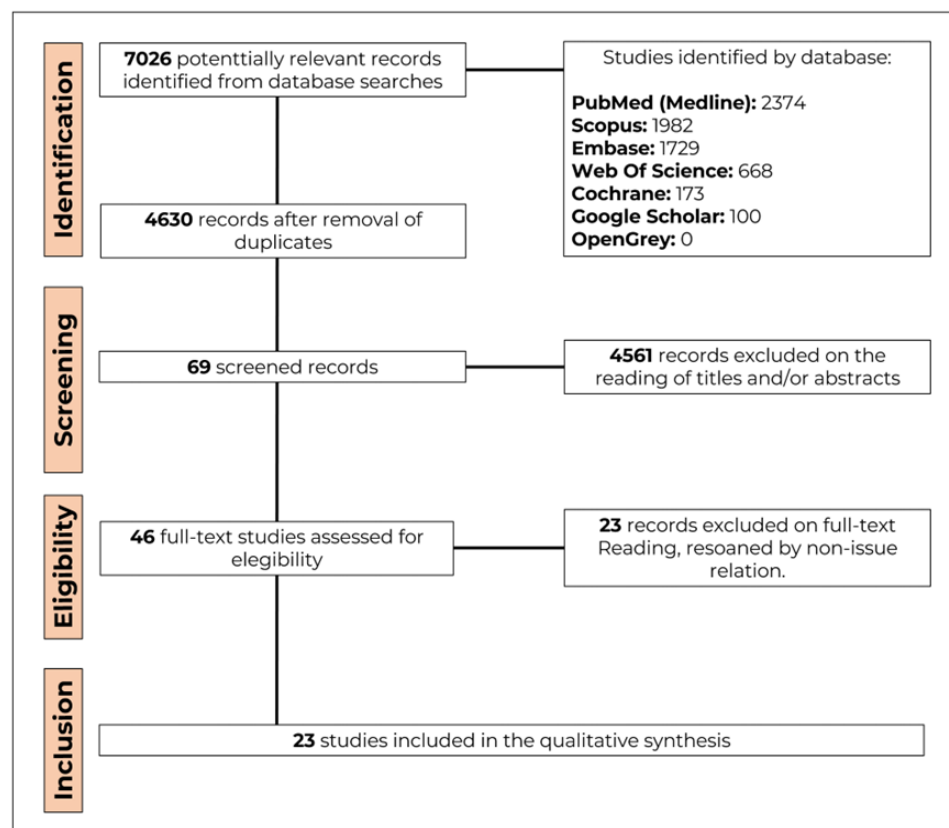 Identification
7026 potenttially relevant records
identified from database searches
Studies identified by database:
PubMed (Medline): 2374
Scopus: 1982
Embase: 1729
Web Of Science: 668
Cochrane: 173
Google Scholar: 100
OpenGrey: 0
4630 records after removal of
duplicates
Screening
69 screened records
4561 records excluded on the
reading of titles and/or abstracts
Eligibility
46 full-text studies assessed for
elegibility
23 records excluded on full-text
Reading, resoaned by non-issue
relation.
Inclusion
23 studies included in the qualitative synthesis